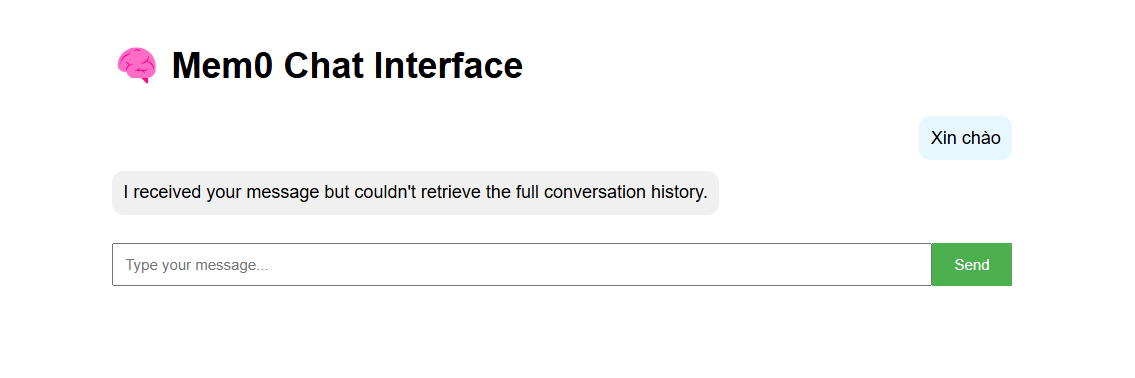 Mem0 Chat Interface
Xin chào
I received your message but couldn't retrieve the full conversation history.
Type your message...
Send